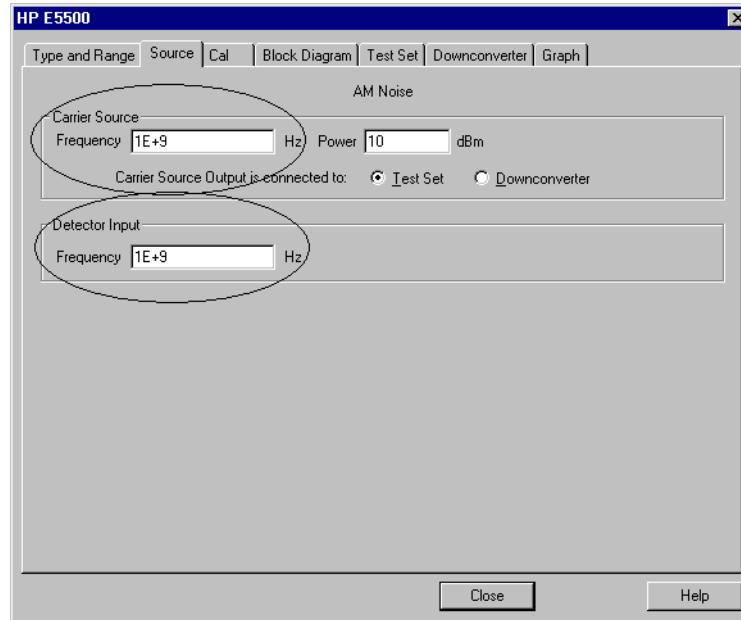 HP E5500
Type and Range Source Cal Block Diagram Test Set Downconverter Graph
AM Noise
Carrier Source
Frequency 1E+9 Hz Power 10 dBm
Carrier Source Output is connected to: Test Set Downconverter
Detector Input
Frequency 1E+9 Hz
Close Help